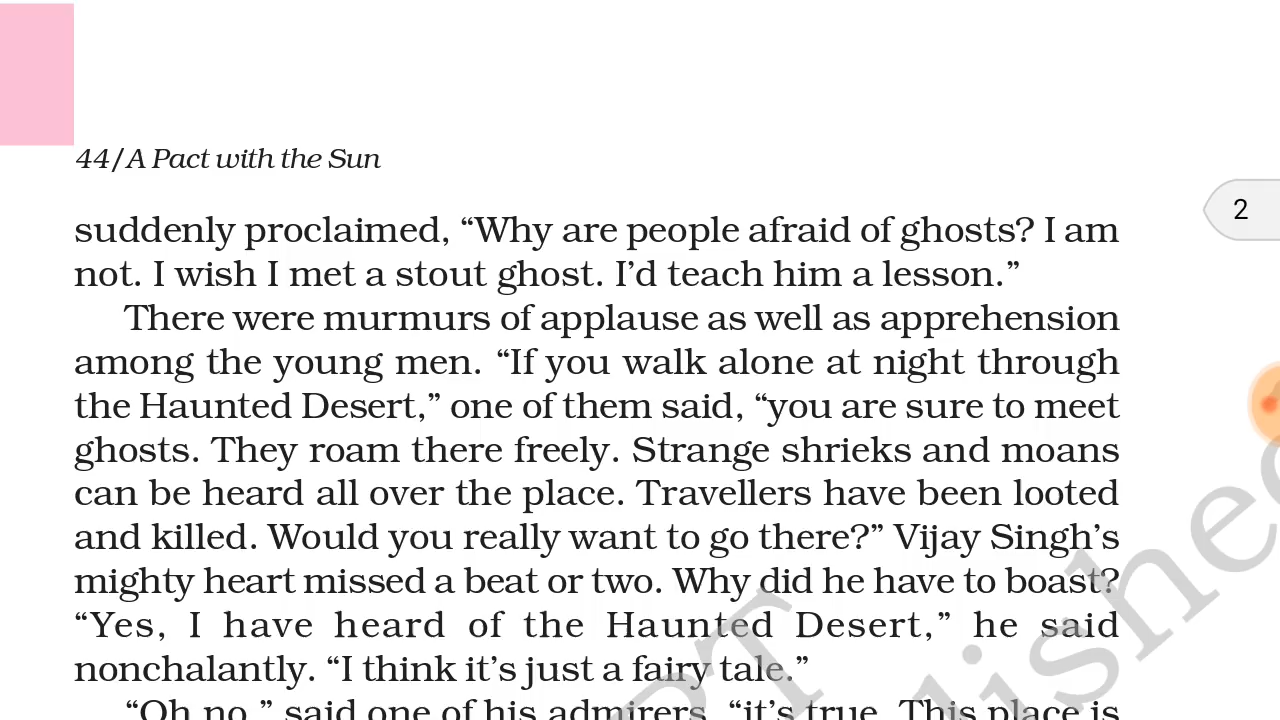 44/A Pact with the Sun
2
suddenly proclaimed, “Why are people afraid of ghosts? I am
not. I wish I met a stout ghost. I’d teach him a lesson.”
There were murmurs of applause as well as apprehension
among the young men. “If you walk alone at night through
the Haunted Desert,” one of them said, “you are sure to meet
ghosts. They roam there freely. Strange shrieks and moans
can be heard all over the place. Travellers have been looted
and killed. Would you really want to go there?” Vijay Singh’s
mighty heart missed a beat or two. Why did he have to boast?
“Yes, I have heard of the Haunted Desert,” he said
nonchalantly. “I think it’s just a fairy tale.”
“Oh no,” said one of his admirers, “it’s true. This place is